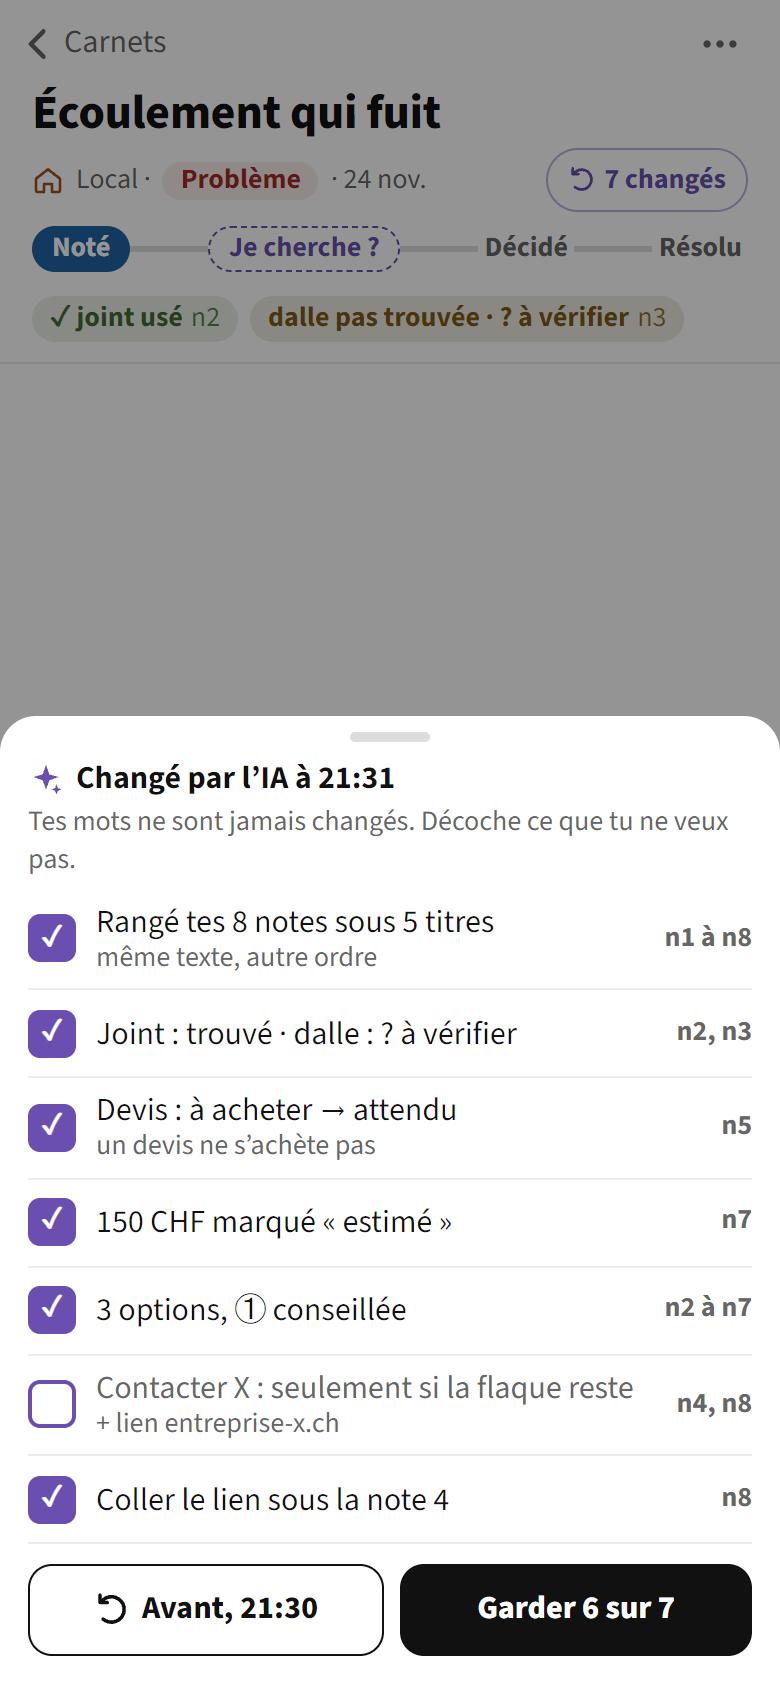 Carnets
Écoulement qui fuit
Local · Problème · 24 nov.
7 changés
Noté Je cherche ? Décidé Résolu
✓ joint usé n2 dalle pas trouvée · ? à vérifier n3
Changé par l’IA à 21:31
Tes mots ne sont jamais changés. Décoche ce que tu ne veux
pas.
Rangé tes 8 notes sous 5 titres
même texte, autre ordre
n1 à n8
Joint : trouvé · dalle : ? à vérifier n2, n3
Devis : à acheter → attendu
un devis ne s’achète pas
n5
150 CHF marqué « estimé » n7
3 options, ① conseillée n2 à n7
Contacter X : seulement si la flaque reste
+ lien entreprise-x.ch
n4, n8
Coller le lien sous la note 4 n8
Avant, 21:30
Garder 6 sur 7